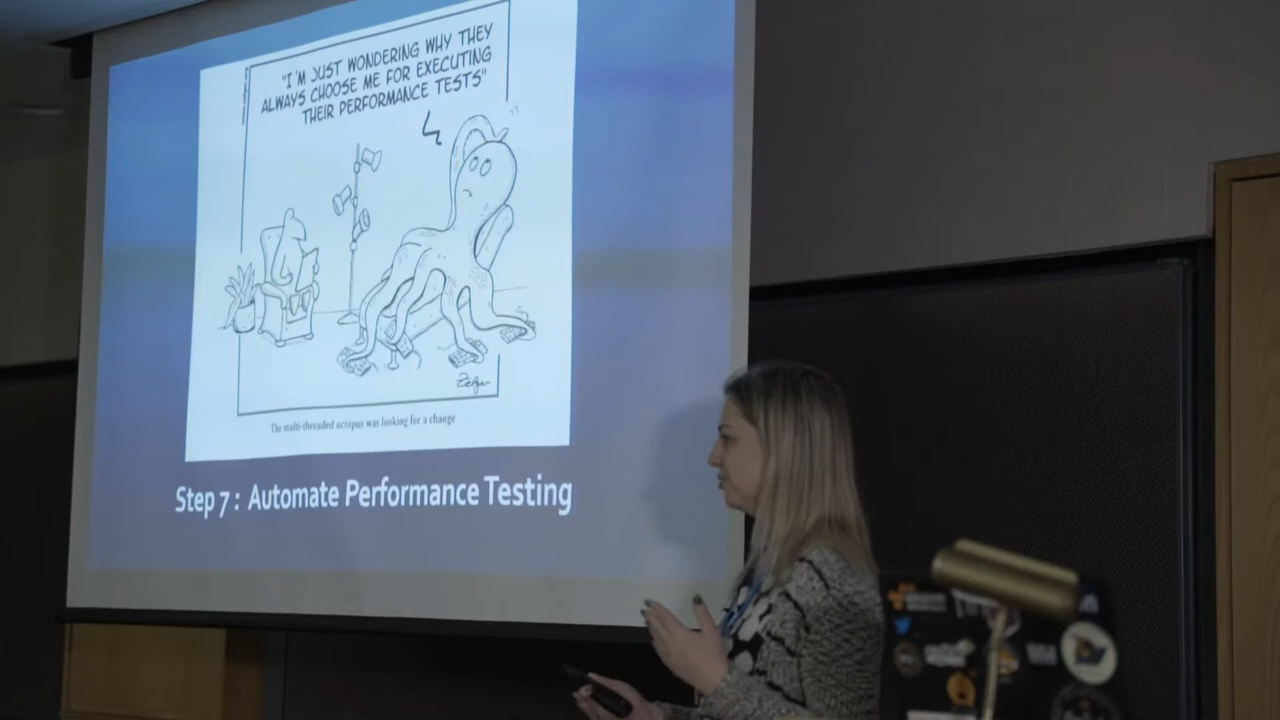 "I'M JUST WONDERING WHY THEY
ALWAYS CHOOSE ME FOR EXECUTING
THEIR PERFORMANCE TESTS"
The multi-threaded octopus was looking for a change
Step 7 : Automate Performance Testing